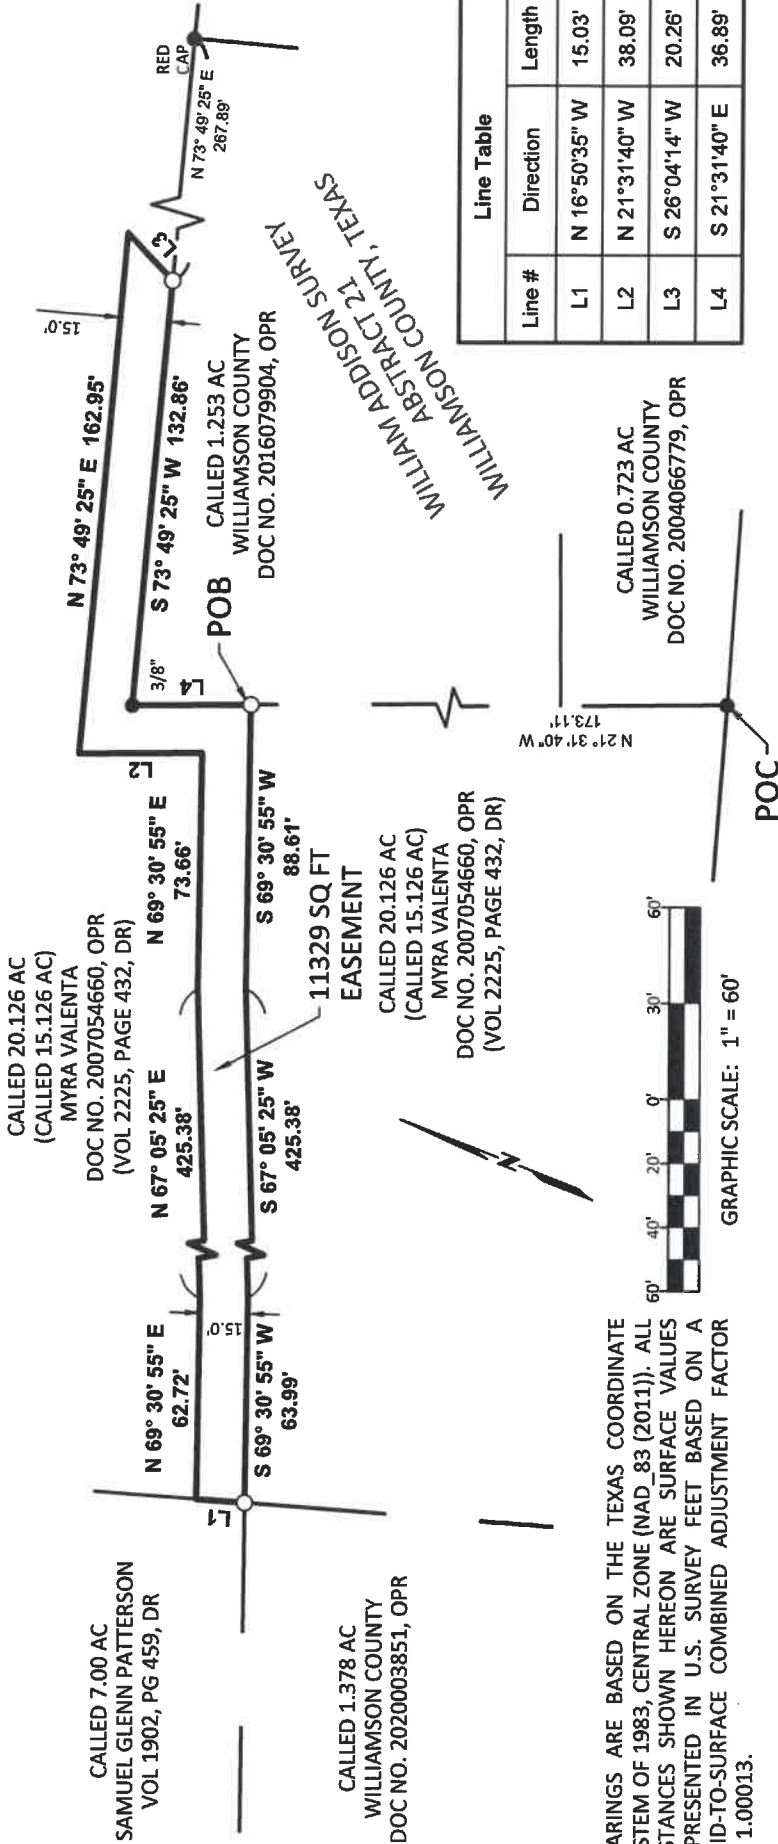 CALLED 7.00 AC
SAMUEL GLENN PATTERSON
VOL 1902, PG 459, DR
CALLED 1.378 AC
WILLIAMSON COUNTY
DOC NO. 2020003851, OPR
L1
N 69° 30' 55" E
62.72'
15.0'
S 69° 30' 55" W
63.99'
CALLED 20.126 AC
(CALLED 15.126 AC)
MYRA VALENTA
DOC NO. 2007054660, OPR
(VOL 2225, PAGE 432, DR)
N 67° 05' 25" E
425.38'
S 67° 05' 25" W
425.38'
N 69° 30' 55" E
73.66'
S 69° 30' 55" W
88.61'
11329 SQ FT
EASEMENT
CALLED 20.126 AC
(CALLED 15.126 AC)
MYRA VALENTA
DOC NO. 2007054660, OPR
(VOL 2225, PAGE 432, DR)
L2
3/8"
L4
POB
N 73° 49' 25" E 162.95'
S 73° 49' 25" W 132.86'
15.0'
L3
CALLED 1.253 AC
WILLIAMSON COUNTY
DOC NO. 2016079904, OPR
RED
CAP
N 73° 49' 25" E
267.89'
WILLIAM ADDISON SURVEY
ABSTRACT 21
WILLIAMSON COUNTY, TEXAS
N 21° 31' 40" W
173.11'
POC
CALLED 0.723 AC
WILLIAMSON COUNTY
DOC NO. 2004066779, OPR
Line Table
Line # Direction Length
L1 N 16°50'35" W 15.03'
L2 N 21°31'40" W 38.09'
L3 S 26°04'14" W 20.26'
L4 S 21°31'40" E 36.89'
N
60' 40' 20' 0' 30' 60'
GRAPHIC SCALE: 1" = 60'
ARINGS ARE BASED ON THE TEXAS COORDINATE
STEM OF 1983, CENTRAL ZONE (NAD_83 (2011)). ALL
STANCES SHOWN HEREON ARE SURFACE VALUES
PRESENTED IN U.S. SURVEY FEET BASED ON A
ID-TO-SURFACE COMBINED ADJUSTMENT FACTOR
1.00013.